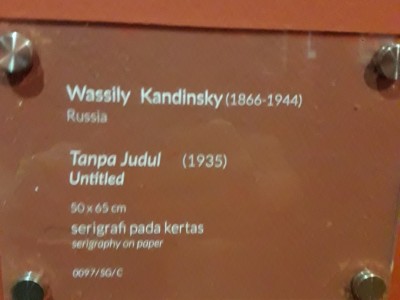 Wassily Kandinsky (1866-1944)
Russia
Tanpa Judul (1935)
Untitled
50 x 65 cm
serigrafi pada kertas
serigraphy on paper
0097/SG/C